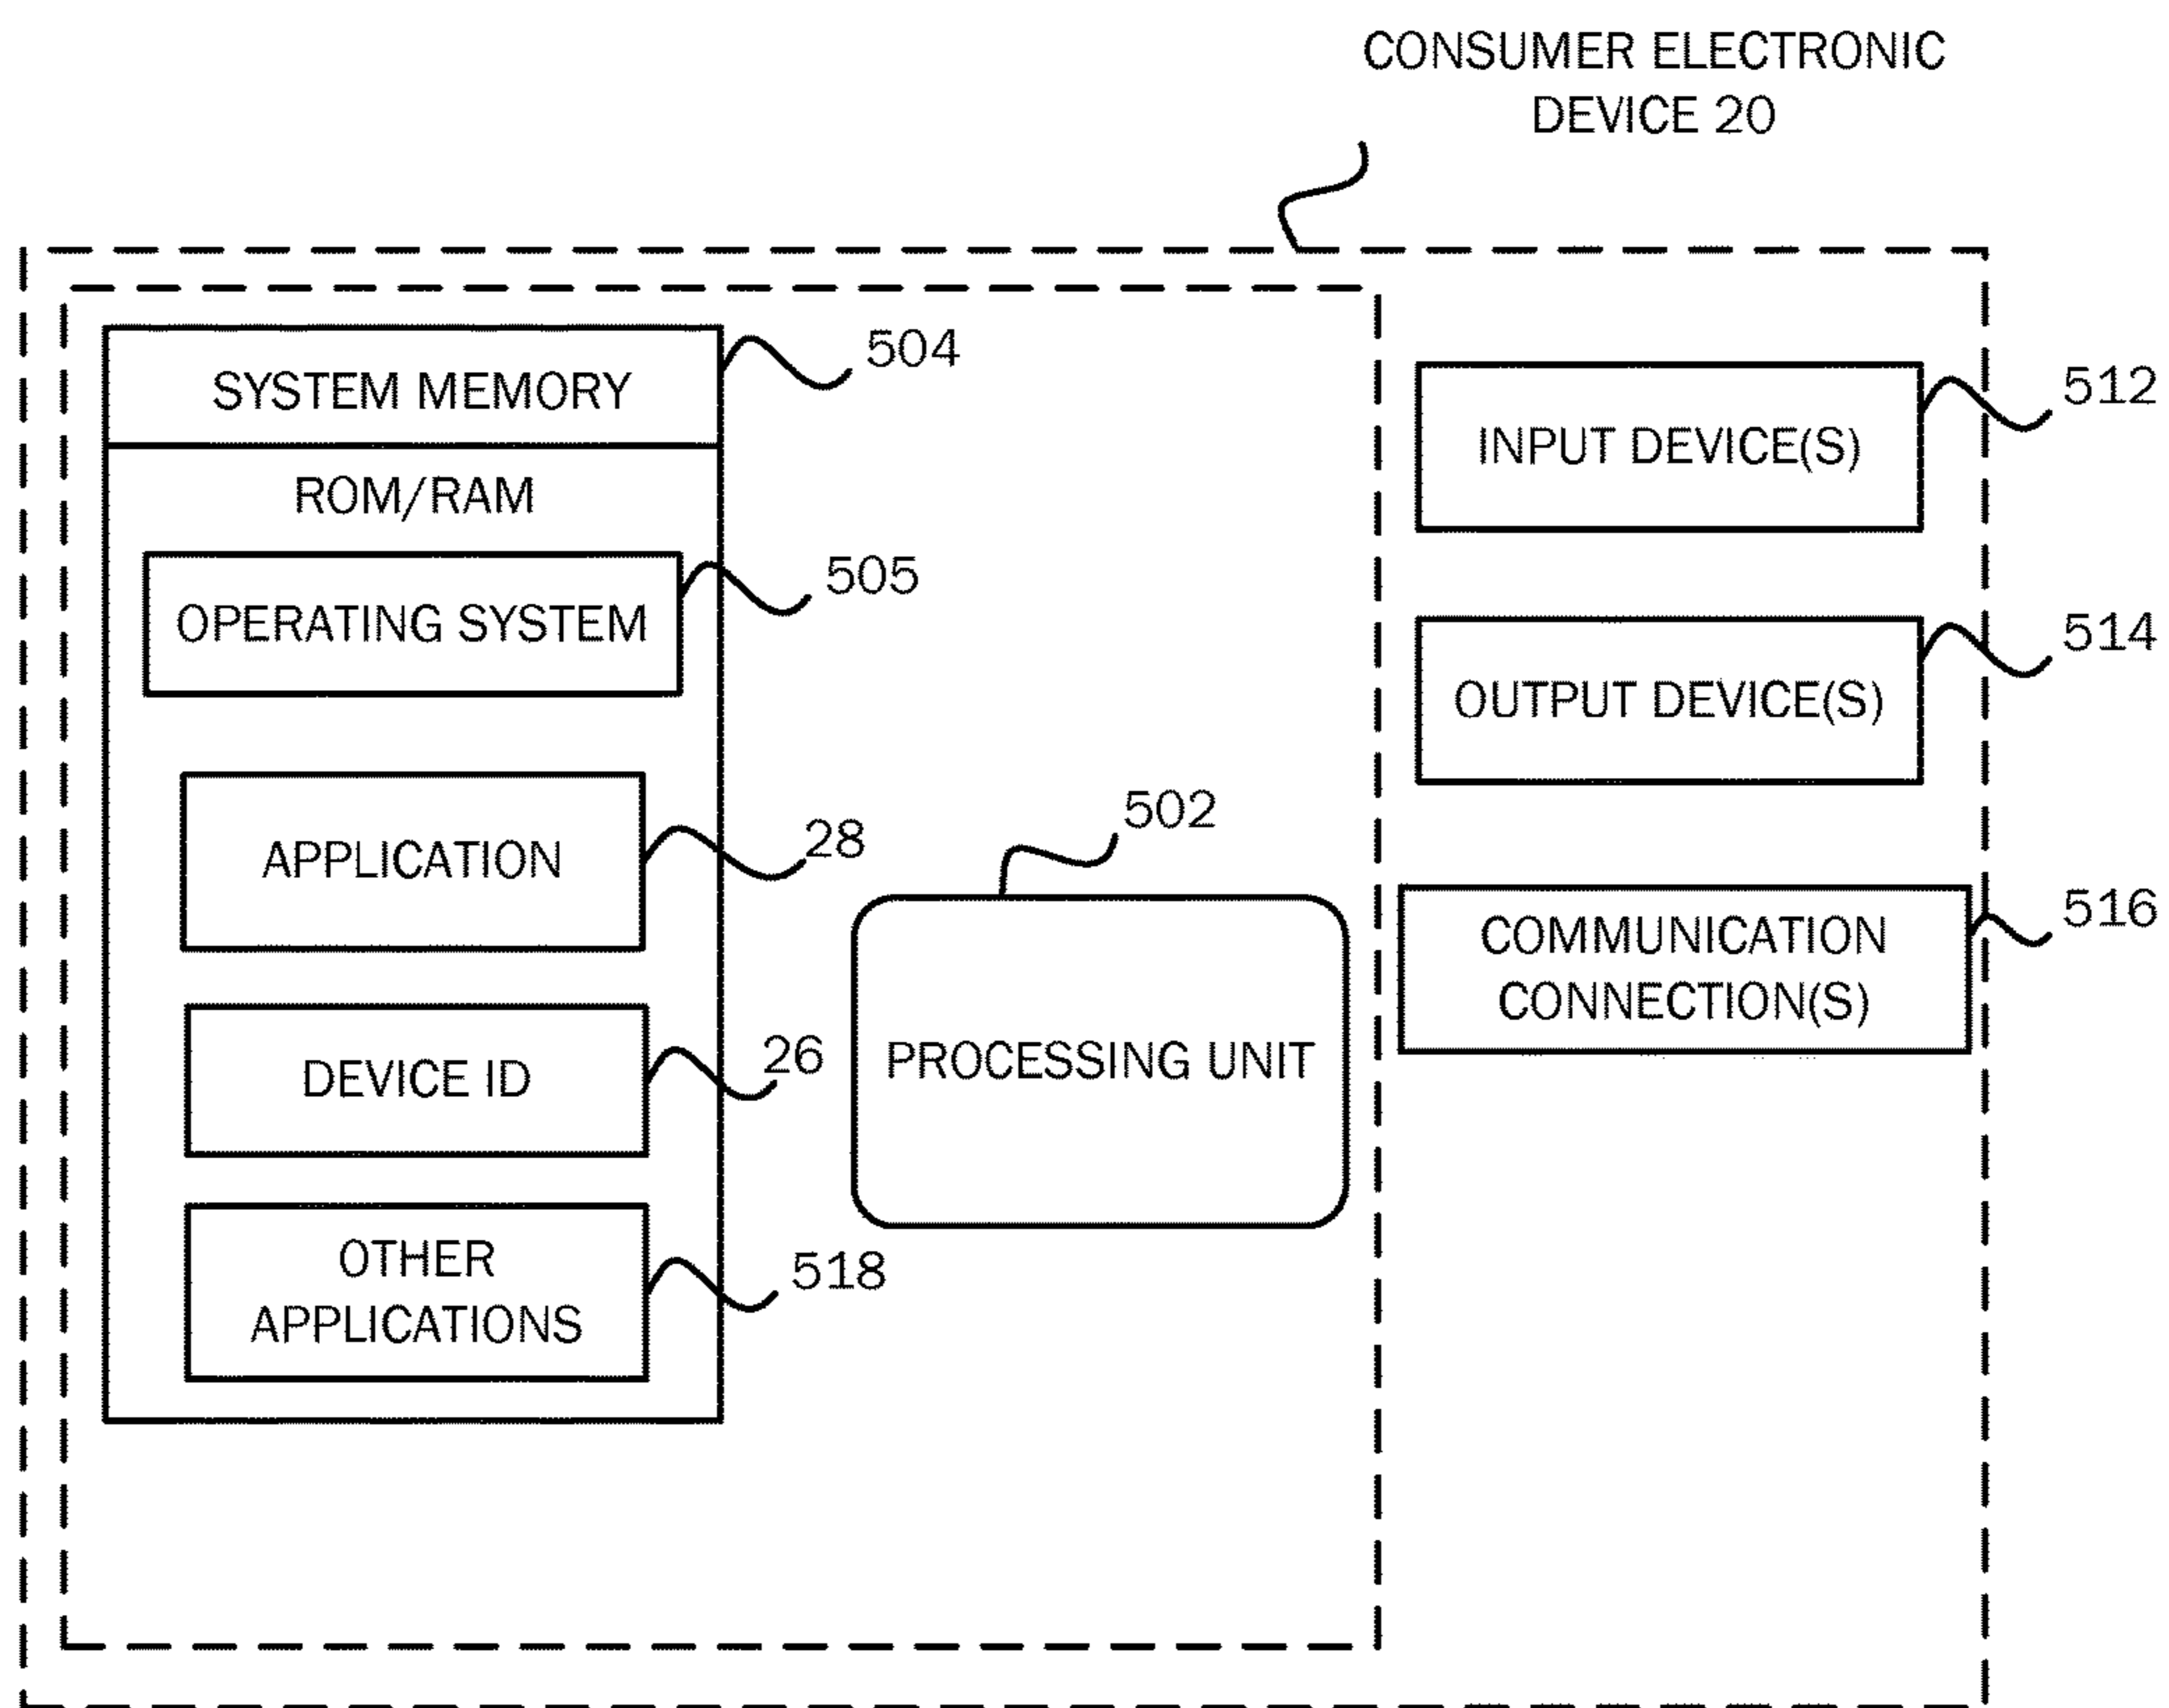 CONSUMER ELECTRONIC
DEVICE 20
SYSTEM MEMORY
504
ROM/RAM
OPERATING SYSTEM
505
APPLICATION
28
DEVICE ID
26
OTHER
APPLICATIONS
518
502
PROCESSING UNIT
INPUT DEVICE(S)
512
OUTPUT DEVICE(S)
514
COMMUNICATION
CONNECTION(S)
516